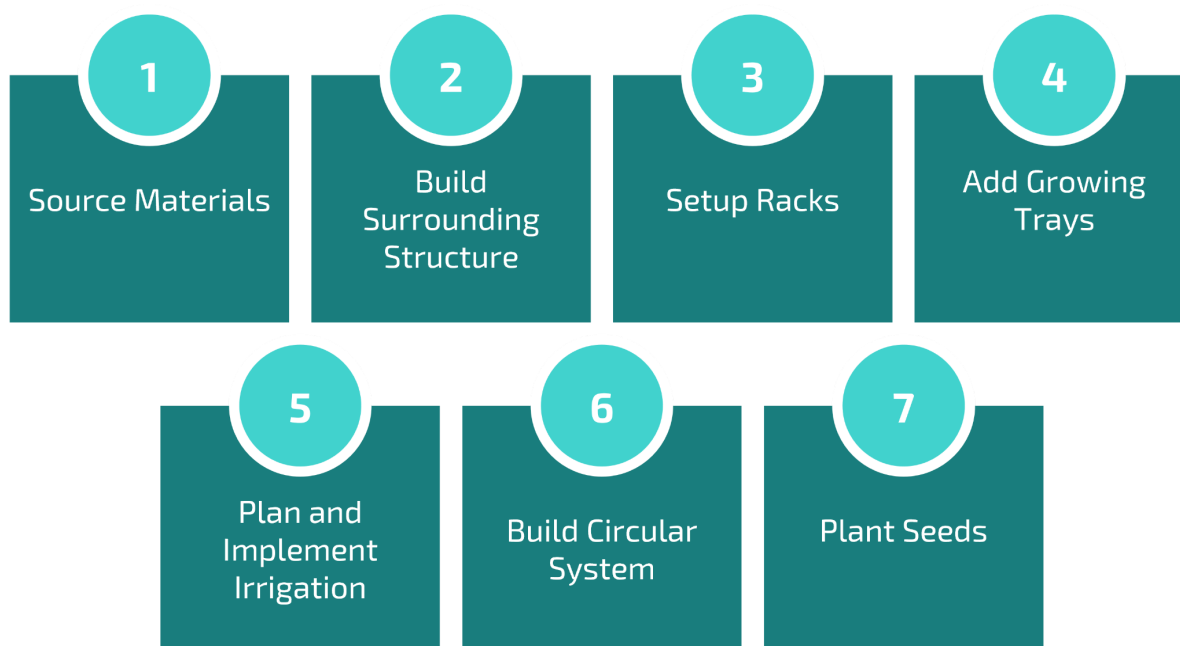 1
Source Materials
2
Build
Surrounding
Structure
3
Setup Racks
4
Add Growing
Trays
5
Plan and
Implement
Irrigation
6
Build Circular
System
7
Plant Seeds